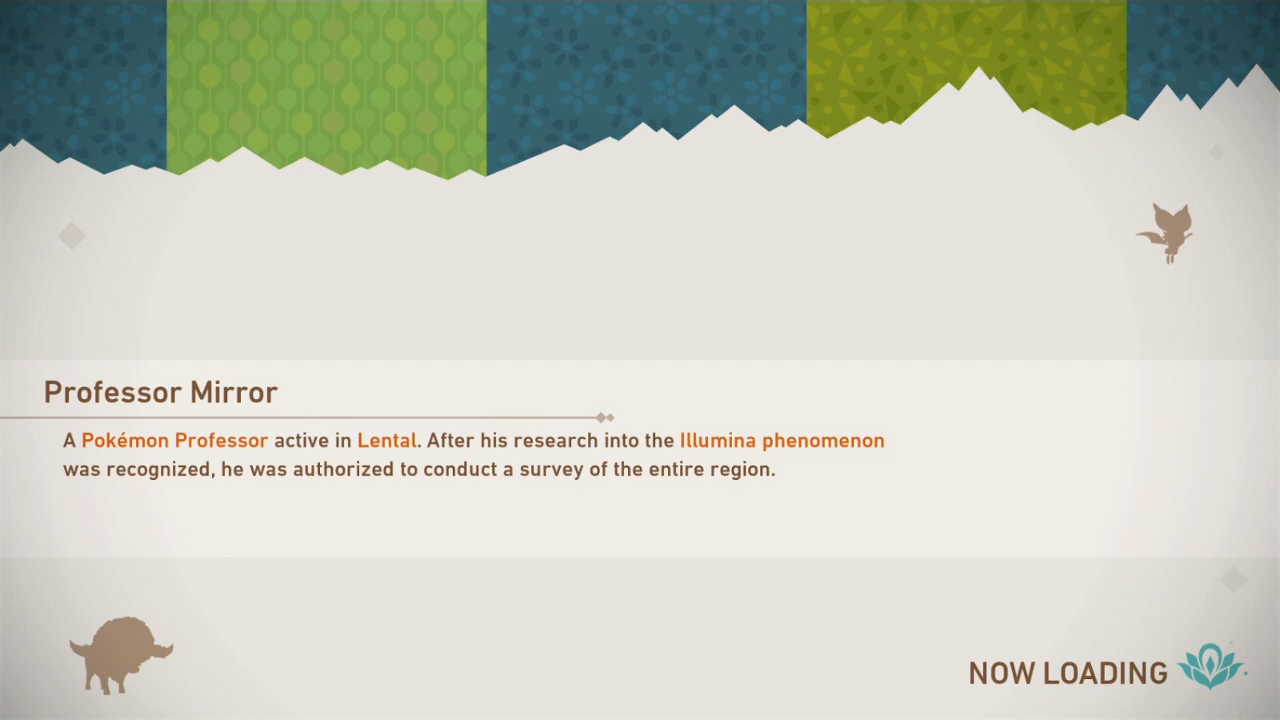 Professor Mirror
A Pokémon Professor active in Lental. After his research into the Illumina phenomenon
was recognized, he was authorized to conduct a survey of the entire region.
NOW LOADING